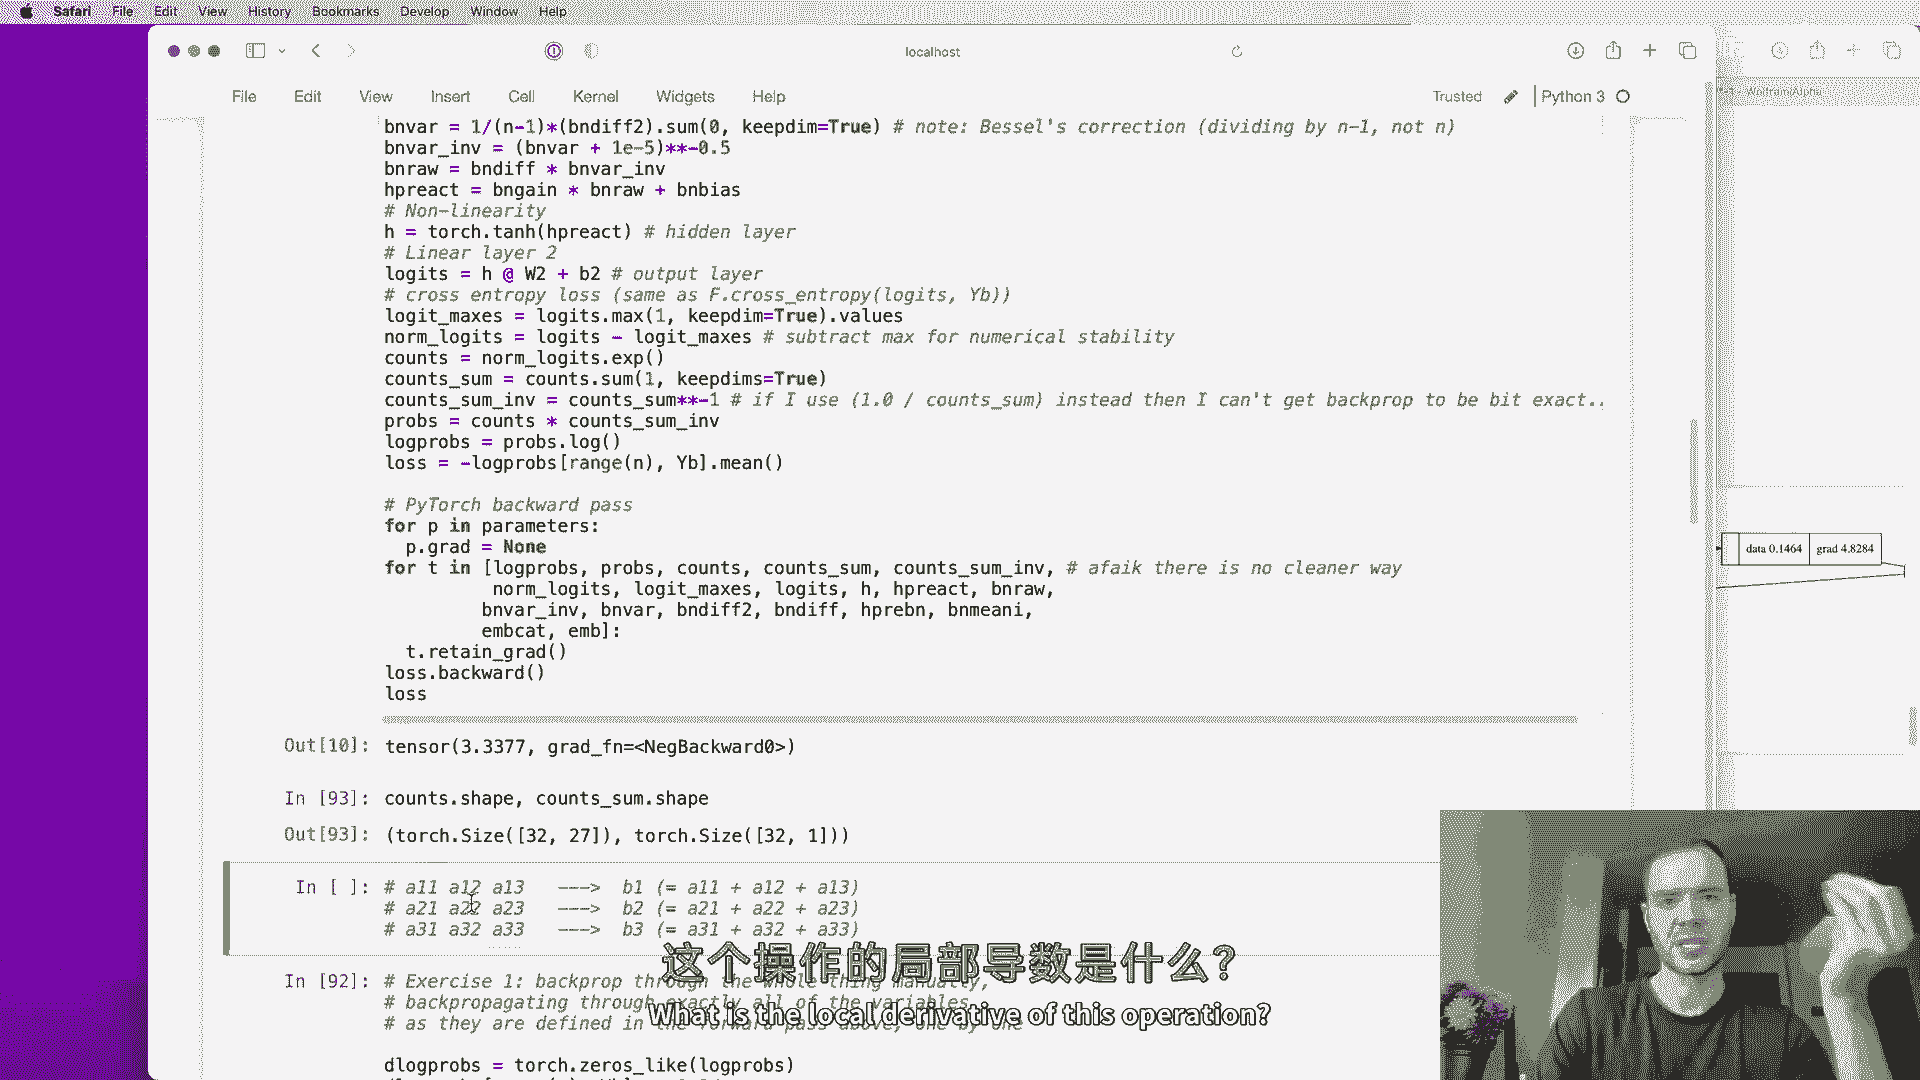 Safari File Edit View History Bookmarks Develop Window Help
localhost
File Edit View Insert Cell Kernel Widgets Help
Trusted Python 3
WolframAlpha
bnvar = 1/(n-1)*(bndiff2).sum(0, keepdim=True) # note: Bessel's correction (dividing by n-1, not n)
bnvar_inv = (bnvar + 1e-5)**-0.5
bnraw = bndiff * bnvar_inv
hpreact = bngain * bnraw + bnbias
# Non-linearity
h = torch.tanh(hpreact) # hidden layer
# Linear layer 2
logits = h @ W2 + b2 # output layer
# cross entropy loss (same as F.cross_entropy(logits, Yb))
logit_maxes = logits.max(1, keepdim=True).values
norm_logits = logits - logit_maxes # subtract max for numerical stability
counts = norm_logits.exp()
counts_sum = counts.sum(1, keepdims=True)
counts_sum_inv = counts_sum**-1 # if I use (1.0 / counts_sum) instead then I can't get backprop to be bit exact..
probs = counts * counts_sum_inv
logprobs = probs.log()
loss = -logprobs[range(n), Yb].mean()
# PyTorch backward pass
for p in parameters:
p.grad = None
for t in [logprobs, probs, counts, counts_sum, counts_sum_inv, # afaik there is no cleaner way
norm_logits, logit_maxes, logits, h, hpreact, bnraw,
bnvar_inv, bnvar, bndiff2, bndiff, hprebn, bnmeani,
embcat, emb]:
t.retain_grad()
loss.backward()
loss
data 0.1464 grad 4.8284
Out[10]: tensor(3.3377, grad_fn=<NegBackward0>)
In [93]: counts.shape, counts_sum.shape
Out[93]: (torch.Size([32, 27]), torch.Size([32, 1]))
In [ ]: # a11 a12 a13 ---> b1 (= a11 + a12 + a13)
# a21 a22 a23 ---> b2 (= a21 + a22 + a23)
# a31 a32 a33 ---> b3 (= a31 + a32 + a33)
这个操作的局部导数是什么？
In [92]: # Exercise 1: backprop through the whole thing manually,
# backpropagating through exactly all of the variables
What is the local derivative of this operation?
# as they are defined in the forward pass above, one by one
dlogprobs = torch.zeros_like(logprobs)